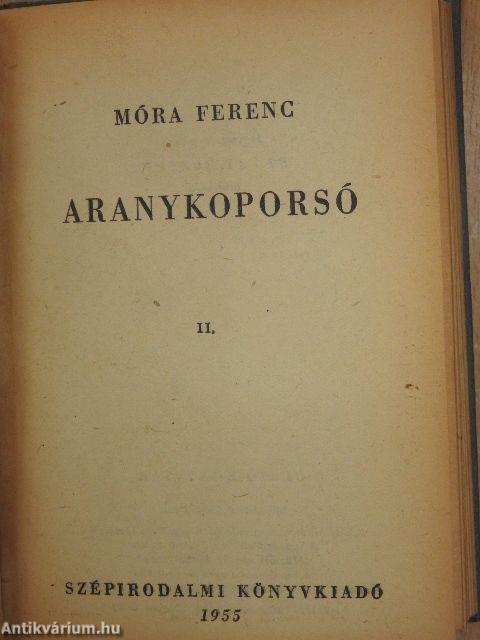 MÓRA FERENC
ARANYKOPORSÓ
II.
SZÉPIRODALMI KÖNYVKIADÓ
1955
Antikvárium.hu